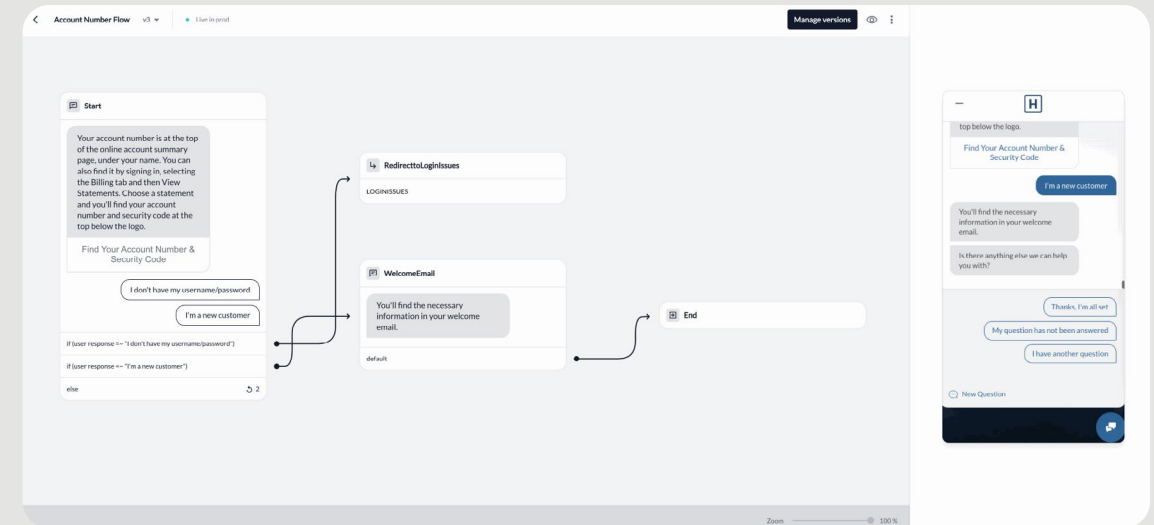 Account Number Flow
v3
Live in prod
Manage versions
Start
Your account number is at the top
of the online account summary
page, under your name. You can
also find it by signing in, selecting
the Billing tab and then View
Statements. Choose a statement
and you'll find your account
number and security code at the
top below the logo.
Find Your Account Number &
Security Code
I don't have my username/password
I'm a new customer
if (user response =~ "I don't have my username/password")
if (user response =~ "I'm a new customer")
else
2
RedirecttoLoginIssues
LOGINISSUES
WelcomeEmail
You'll find the necessary
information in your welcome
email.
default
End
Zoom
100 %
H
top below the logo.
Find Your Account Number &
Security Code
I'm a new customer
You'll find the necessary
information in your welcome
email.
Is there anything else we can help
you with?
Thanks, I'm all set
My question has not been answered
I have another question
New Question